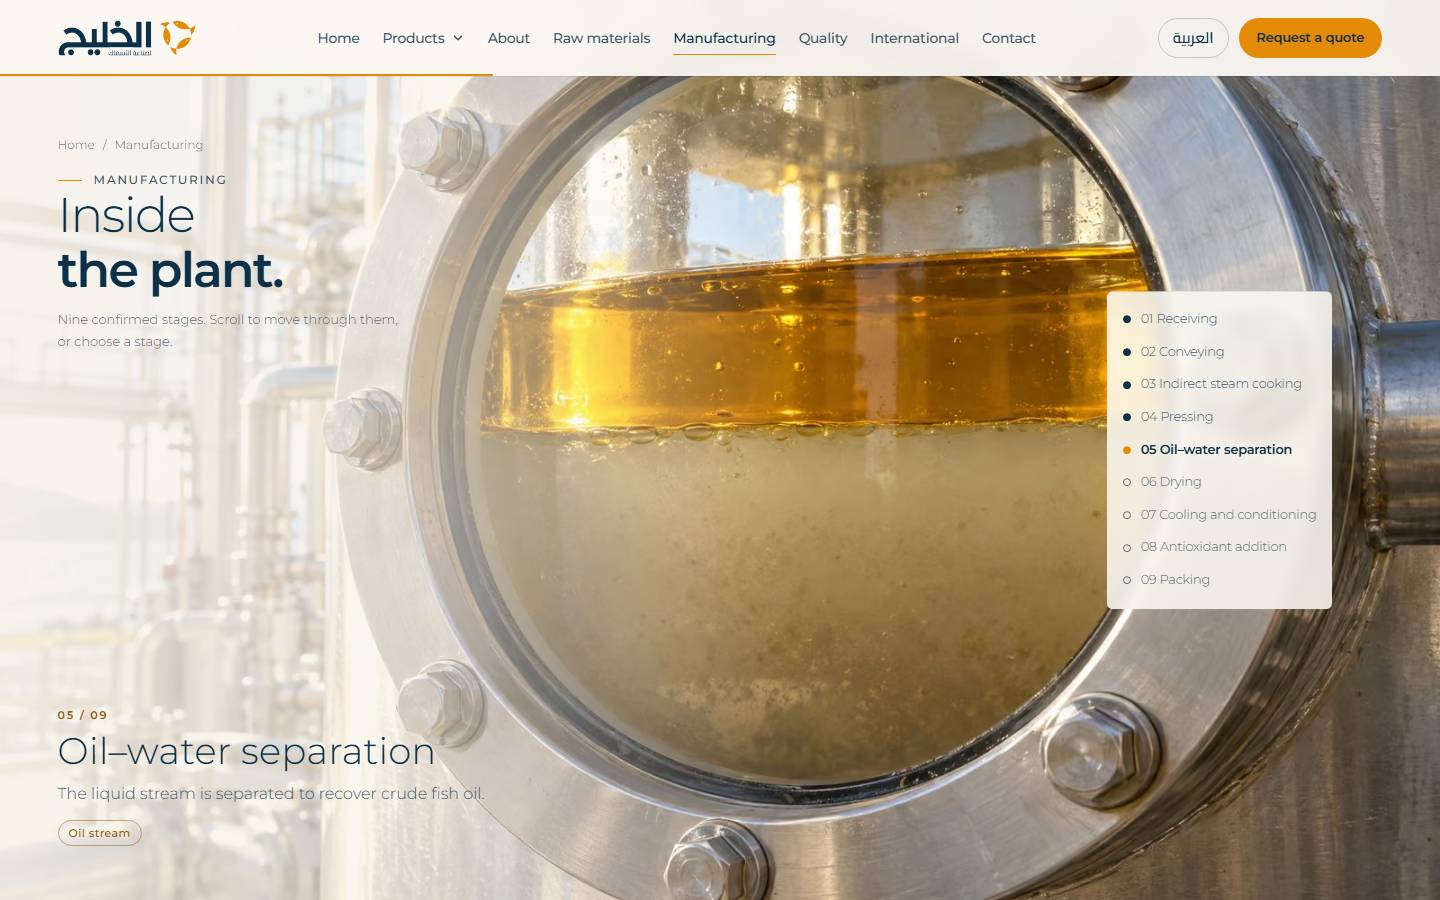 الخليج
لصناعة الأسماك
Home
Products
About
Raw materials
Manufacturing
Quality
International
Contact
العربية
Request a quote
Home / Manufacturing
MANUFACTURING
Inside
the plant.
Nine confirmed stages. Scroll to move through them,
or choose a stage.
01 Receiving
02 Conveying
03 Indirect steam cooking
04 Pressing
05 Oil–water separation
06 Drying
07 Cooling and conditioning
08 Antioxidant addition
09 Packing
05 / 09
Oil–water separation
The liquid stream is separated to recover crude fish oil.
Oil stream